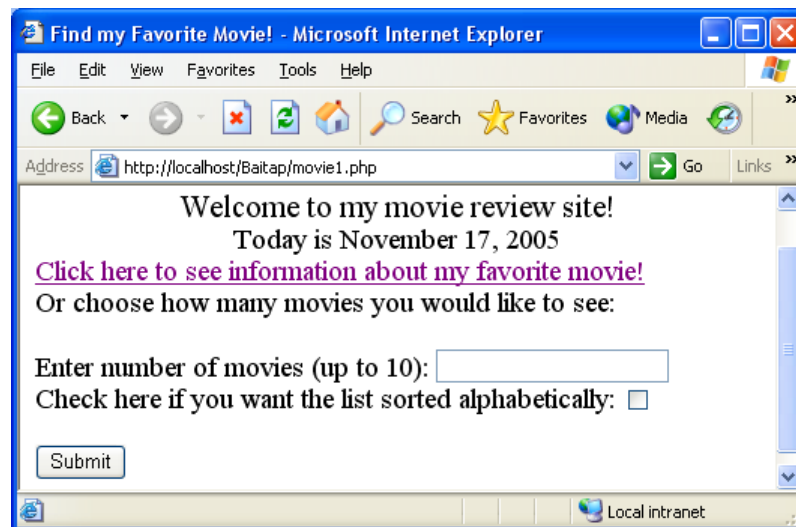 Find my Favorite Movie! - Microsoft Internet Explorer
File Edit View Favorites Tools Help
Back Search Favorites Media »
Address http://localhost/Baitap/movie1.php Go Links »
Welcome to my movie review site!
Today is November 17, 2005
Click here to see information about my favorite movie!
Or choose how many movies you would like to see:
Enter number of movies (up to 10):
Check here if you want the list sorted alphabetically:
Submit
Local intranet